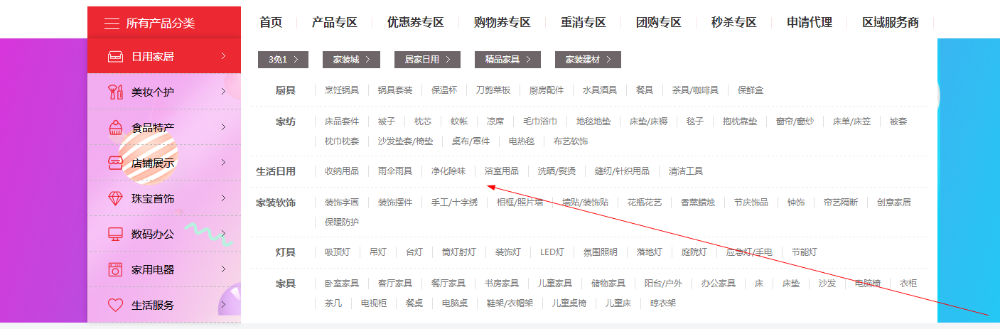 所有产品分类 首页 产品专区 优惠券专区 购物券专区 重消专区 团购专区 秒杀专区 申请代理 区域服务商
日用家居
美妆个护
食品特产
店铺展示
珠宝首饰
数码办公
家用电器
生活服务
3免1 家装城 居家日用 精品家具 家装建材
厨具 烹饪锅具 锅具套装 保温杯 刀剪菜板 厨房配件 水具酒具 餐具 茶具/咖啡具 保鲜盒
家纺 床品套件 被子 枕芯 蚊帐 凉席 毛巾浴巾 地毯地垫 床垫/床褥 毯子 抱枕靠垫 窗帘/窗纱 床单/床笠 被套
枕巾枕套 沙发垫套/椅垫 桌布/罩件 电热毯 布艺软饰
生活日用 收纳用品 雨伞雨具 净化除味 浴室用品 洗晒/熨烫 缝纫/针织用品 清洁工具
家装软饰 装饰字画 装饰摆件 手工/十字绣 相框/照片墙 墙贴/装饰贴 花瓶花艺 香薰蜡烛 节庆饰品 钟饰 帘艺隔断 创意家居
保暖防护
灯具 吸顶灯 吊灯 台灯 筒灯射灯 装饰灯 LED灯 氛围照明 落地灯 庭院灯 应急灯/手电 节能灯
家具 卧室家具 客厅家具 餐厅家具 书房家具 儿童家具 储物家具 阳台/户外 办公家具 床 床垫 沙发 电脑椅 衣柜
茶几 电视柜 餐桌 电脑桌 鞋架/衣帽架 儿童桌椅 儿童床 晾衣架